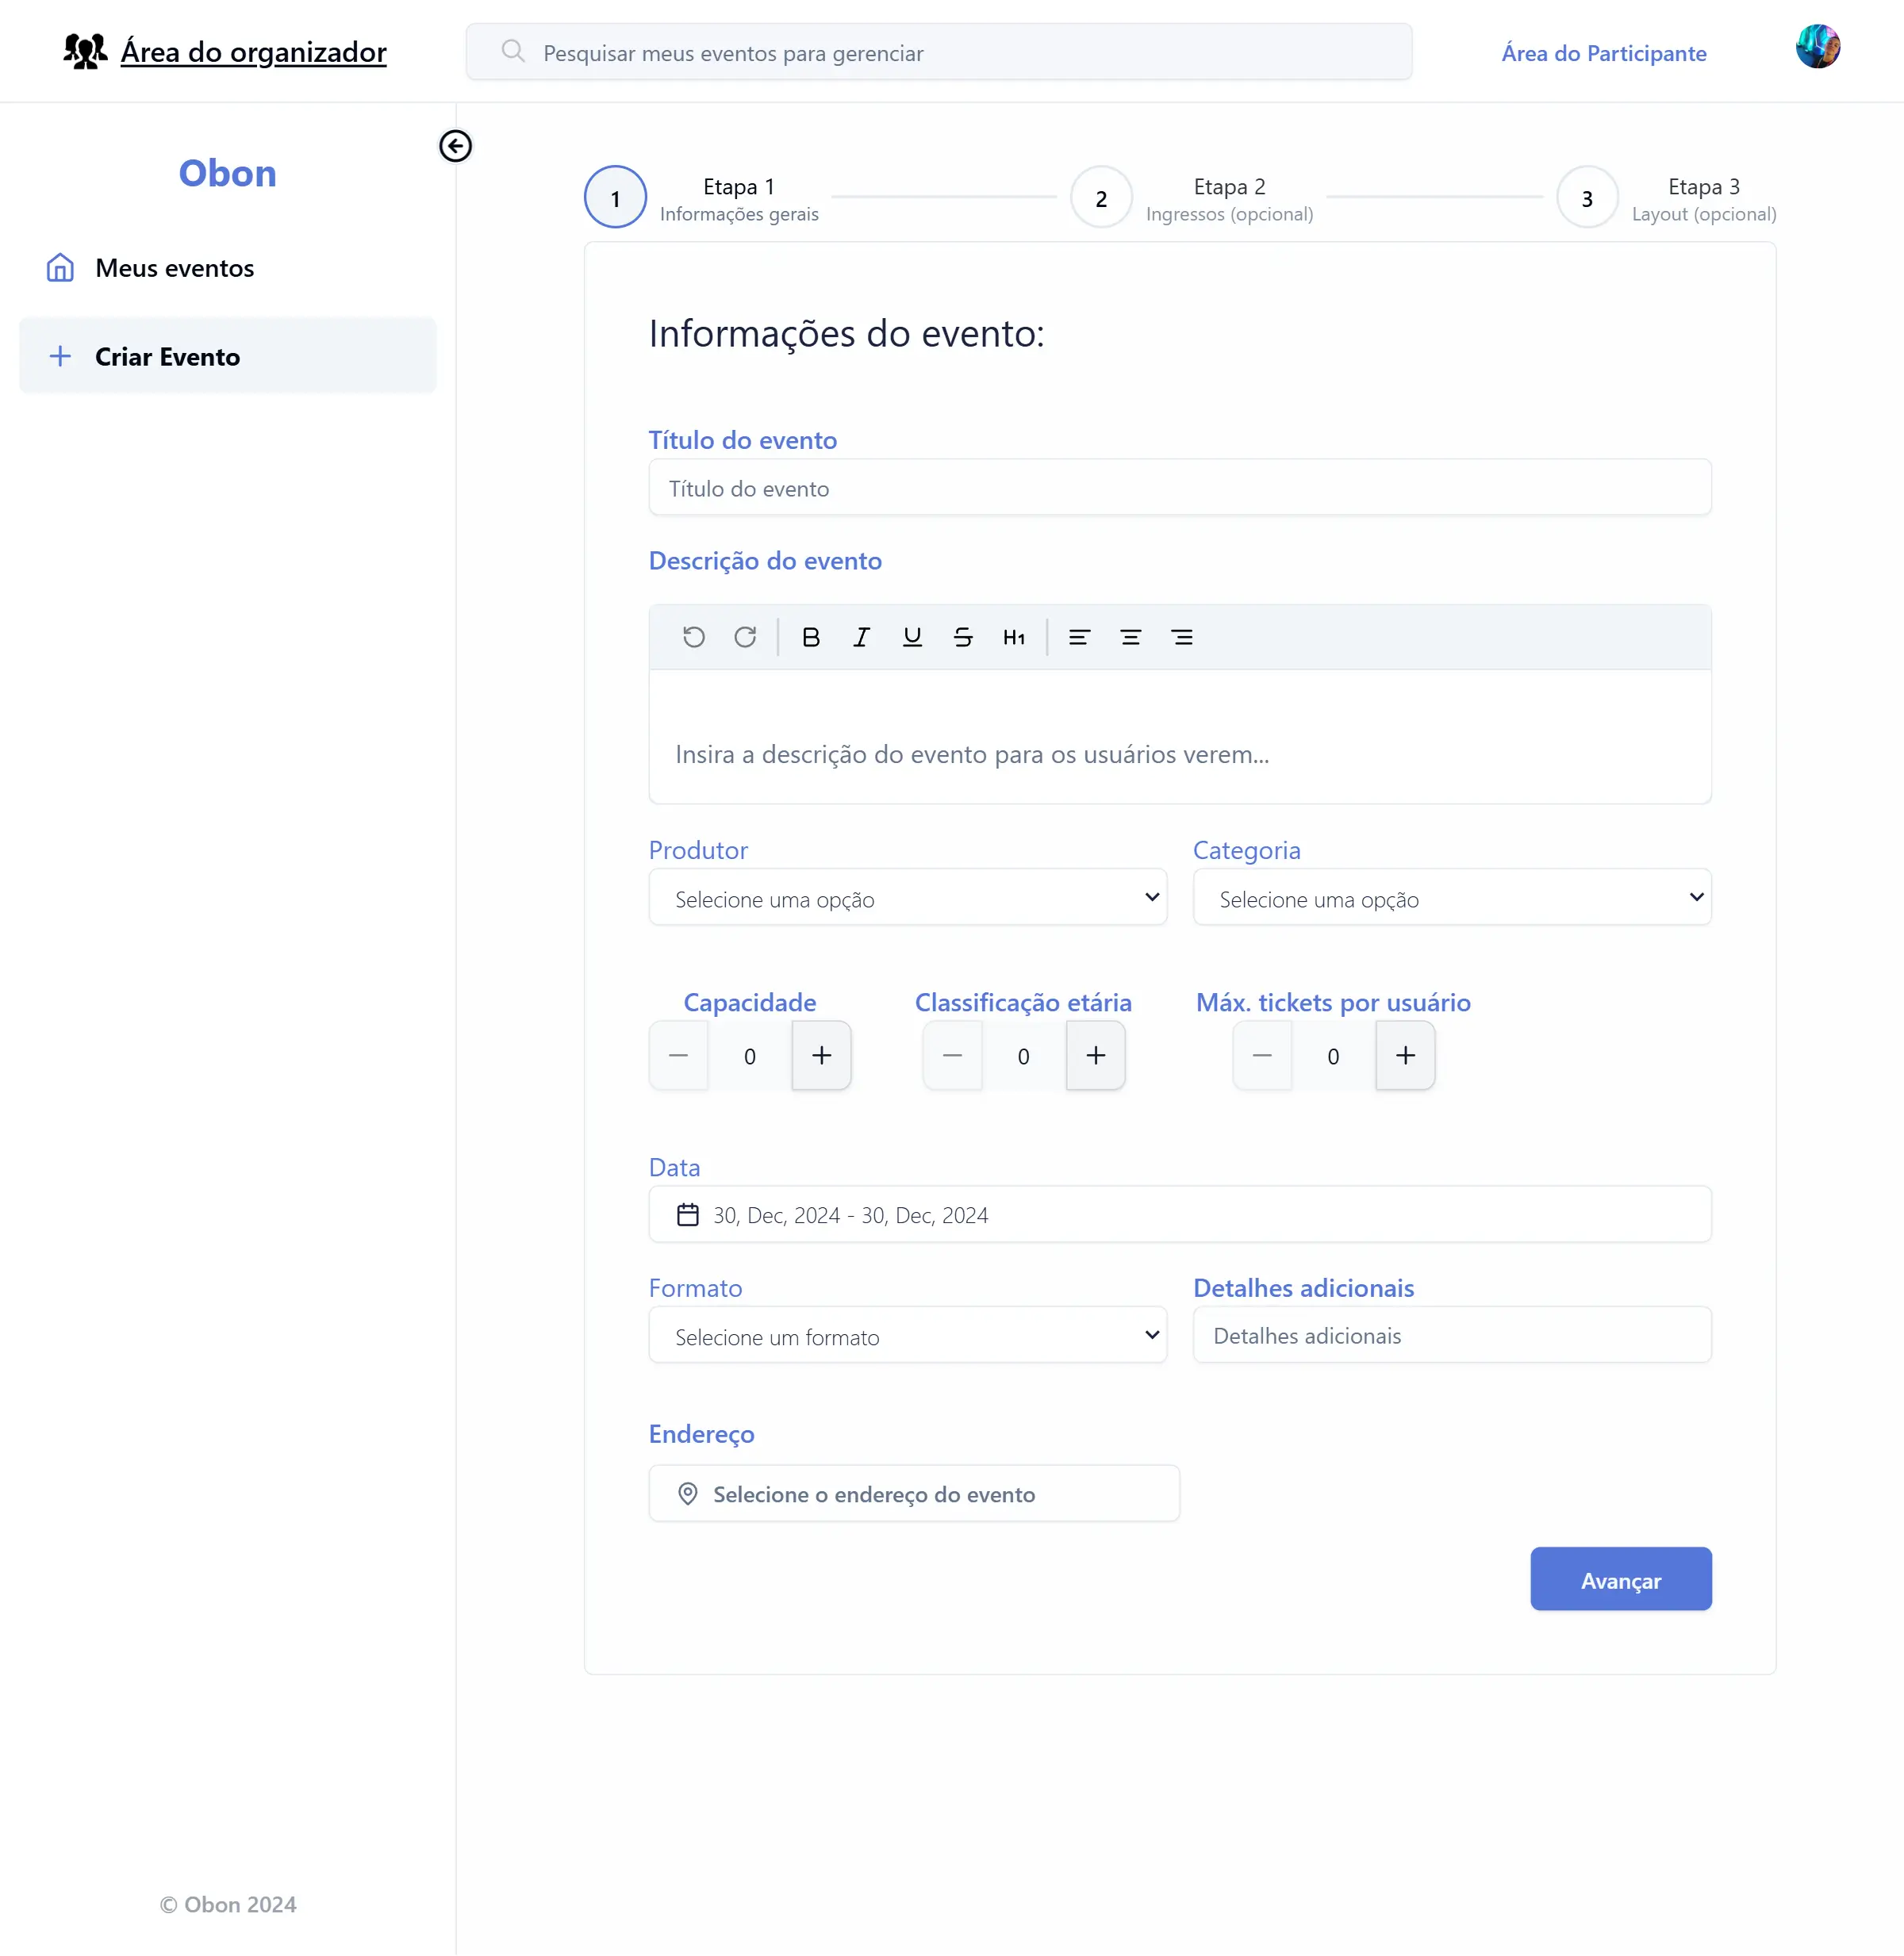 Área do organizador
Pesquisar meus eventos para gerenciar
Área do Participante
Obon
Meus eventos
Criar Evento
1
Etapa 1
Informações gerais
2
Etapa 2
Ingressos (opcional)
3
Etapa 3
Layout (opcional)
Informações do evento:
Título do evento
Título do evento
Descrição do evento
B I U S H1
Insira a descrição do evento para os usuários verem...
Produtor
Selecione uma opção
Categoria
Selecione uma opção
Capacidade
0
Classificação etária
0
Máx. tickets por usuário
0
Data
30, Dec, 2024 - 30, Dec, 2024
Formato
Selecione um formato
Detalhes adicionais
Detalhes adicionais
Endereço
Selecione o endereço do evento
Avançar
© Obon 2024